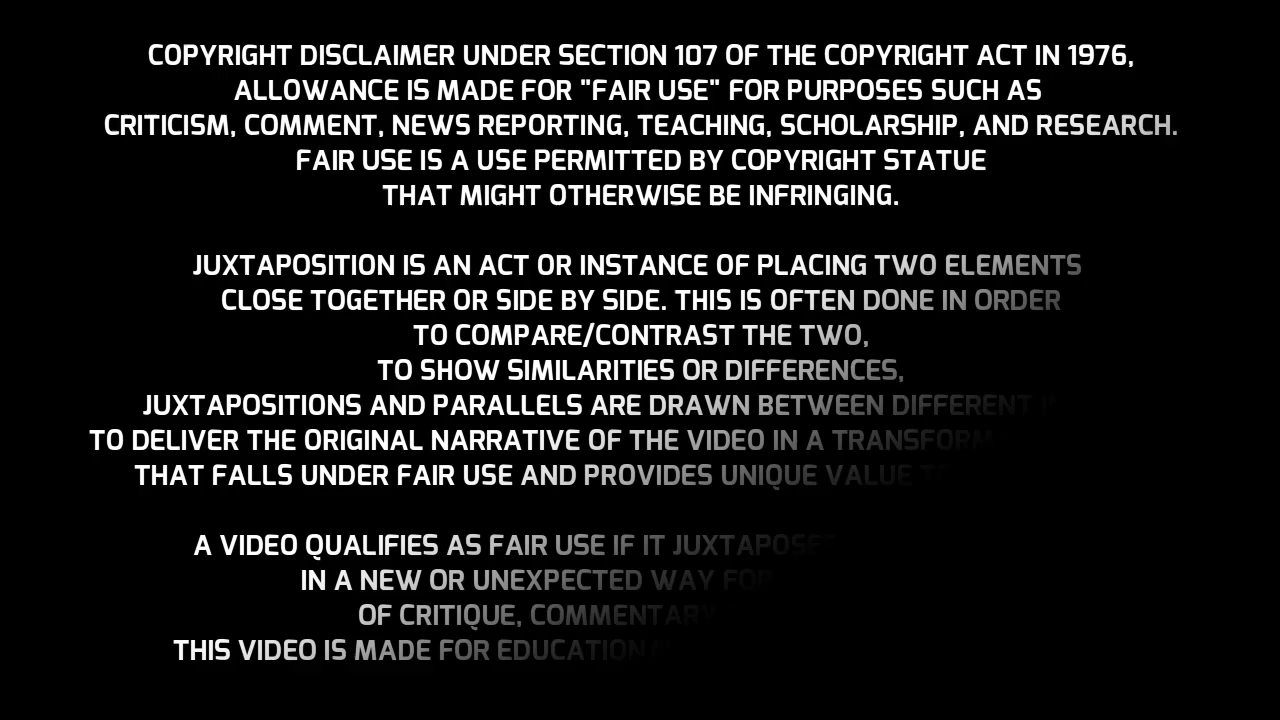 COPYRIGHT DISCLAIMER UNDER SECTION 107 OF THE COPYRIGHT ACT IN 1976,
ALLOWANCE IS MADE FOR "FAIR USE" FOR PURPOSES SUCH AS
CRITICISM, COMMENT, NEWS REPORTING, TEACHING, SCHOLARSHIP, AND RESEARCH.
FAIR USE IS A USE PERMITTED BY COPYRIGHT STATUE
THAT MIGHT OTHERWISE BE INFRINGING.
JUXTAPOSITION IS AN ACT OR INSTANCE OF PLACING TWO ELEMENTS
CLOSE TOGETHER OR SIDE BY SIDE. THIS IS OFTEN DONE IN ORDER
TO COMPARE/CONTRAST THE TWO,
TO SHOW SIMILARITIES OR DIFFERENCES,
JUXTAPOSITIONS AND PARALLELS ARE DRAWN BETWEEN DIFFERENT
TO DELIVER THE ORIGINAL NARRATIVE OF THE VIDEO IN A
THAT FALLS UNDER FAIR USE AND PROVIDES UNIQUE VALUE
A VIDEO QUALIFIES AS FAIR USE IF IT
IN A NEW OR UNEXPECTED WAY FOR
OF CRITIQUE, COMMENTARY
THIS VIDEO IS MADE FOR